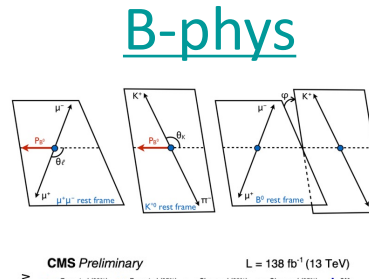 B-phys
μ⁻ K⁺ φ K⁺
μ⁻
P_B⁰ θ_ℓ P_B⁰ θ_K
μ⁺ μ⁺μ⁻ rest frame K*⁰ rest frame π⁻ μ⁺ B⁰ rest frame
CMS Preliminary L = 138 fb⁻¹ (13 TeV)